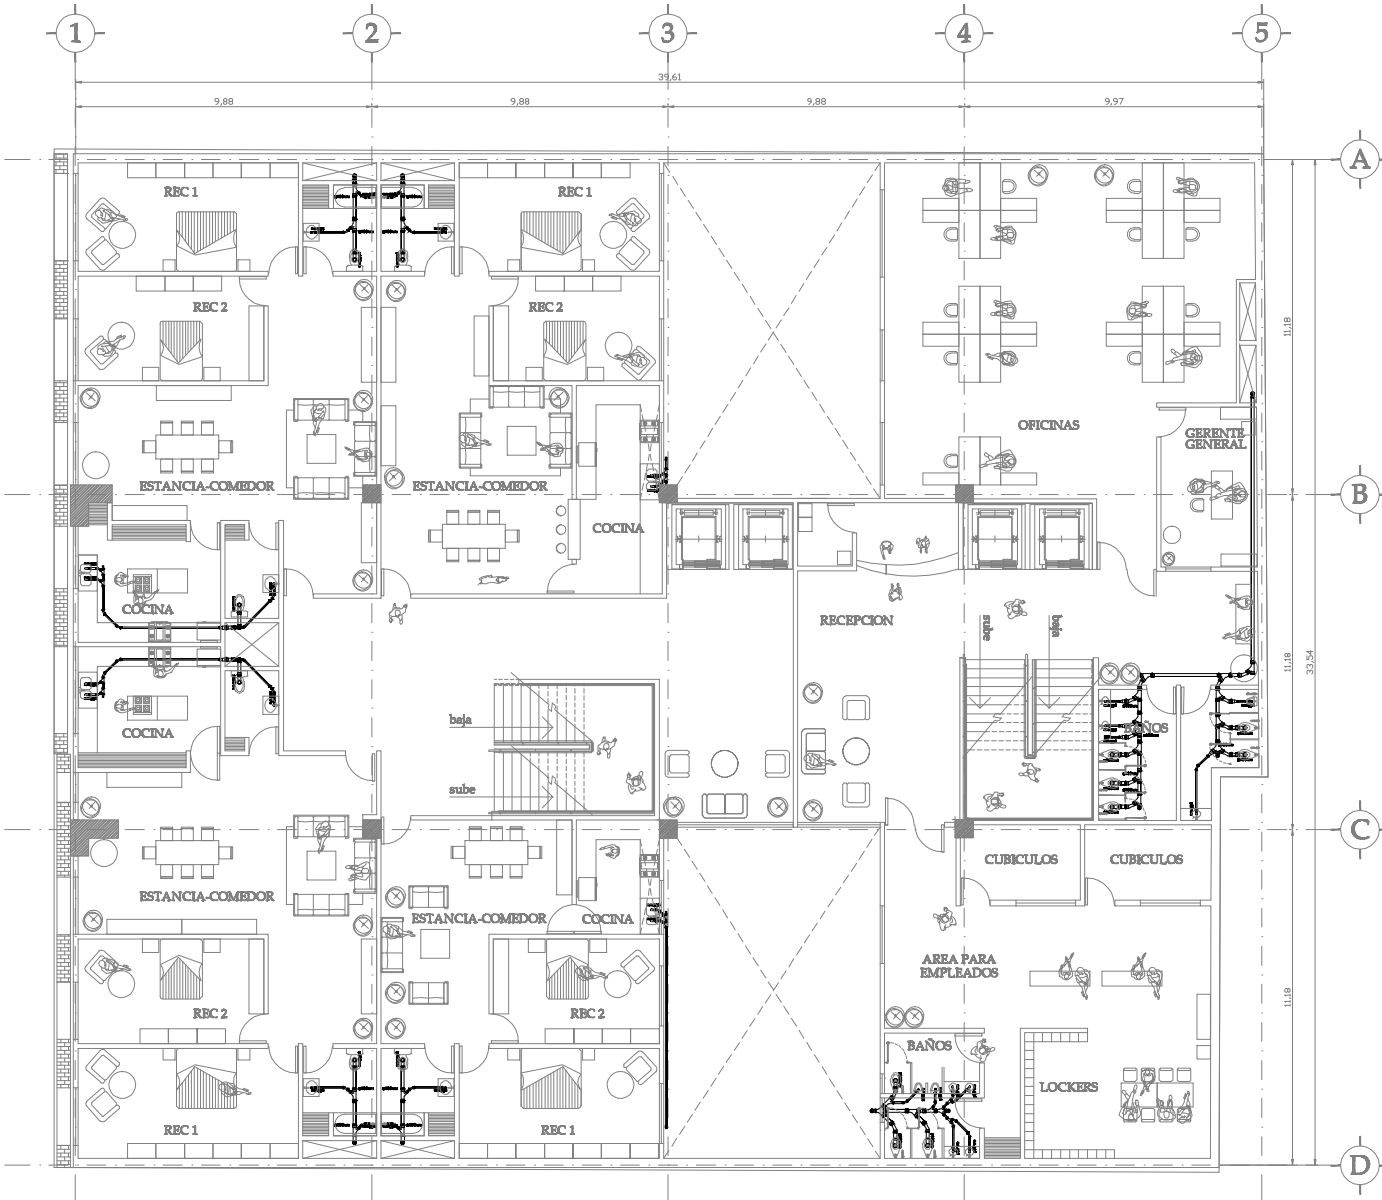 1 2 3 4 5
39,61
9,88 9,88 9,88 9,97
A
REC 1
REC 1
REC 2
REC 2
11,18
OFICINAS
GERENTE
GENERAL
ESTANCIA-COMEDOR
ESTANCIA-COMEDOR
B
COCINA
COCINA
RECEPCION
sube
baja
11,18
33,54
COCINA
baja
BAÑOS
sube
C
CUBICULOS
CUBICULOS
ESTANCIA-COMEDOR
ESTANCIA-COMEDOR
COCINA
AREA PARA
EMPLEADOS
11,18
REC 2
REC 2
BAÑOS
LOCKERS
REC 1
REC 1
D